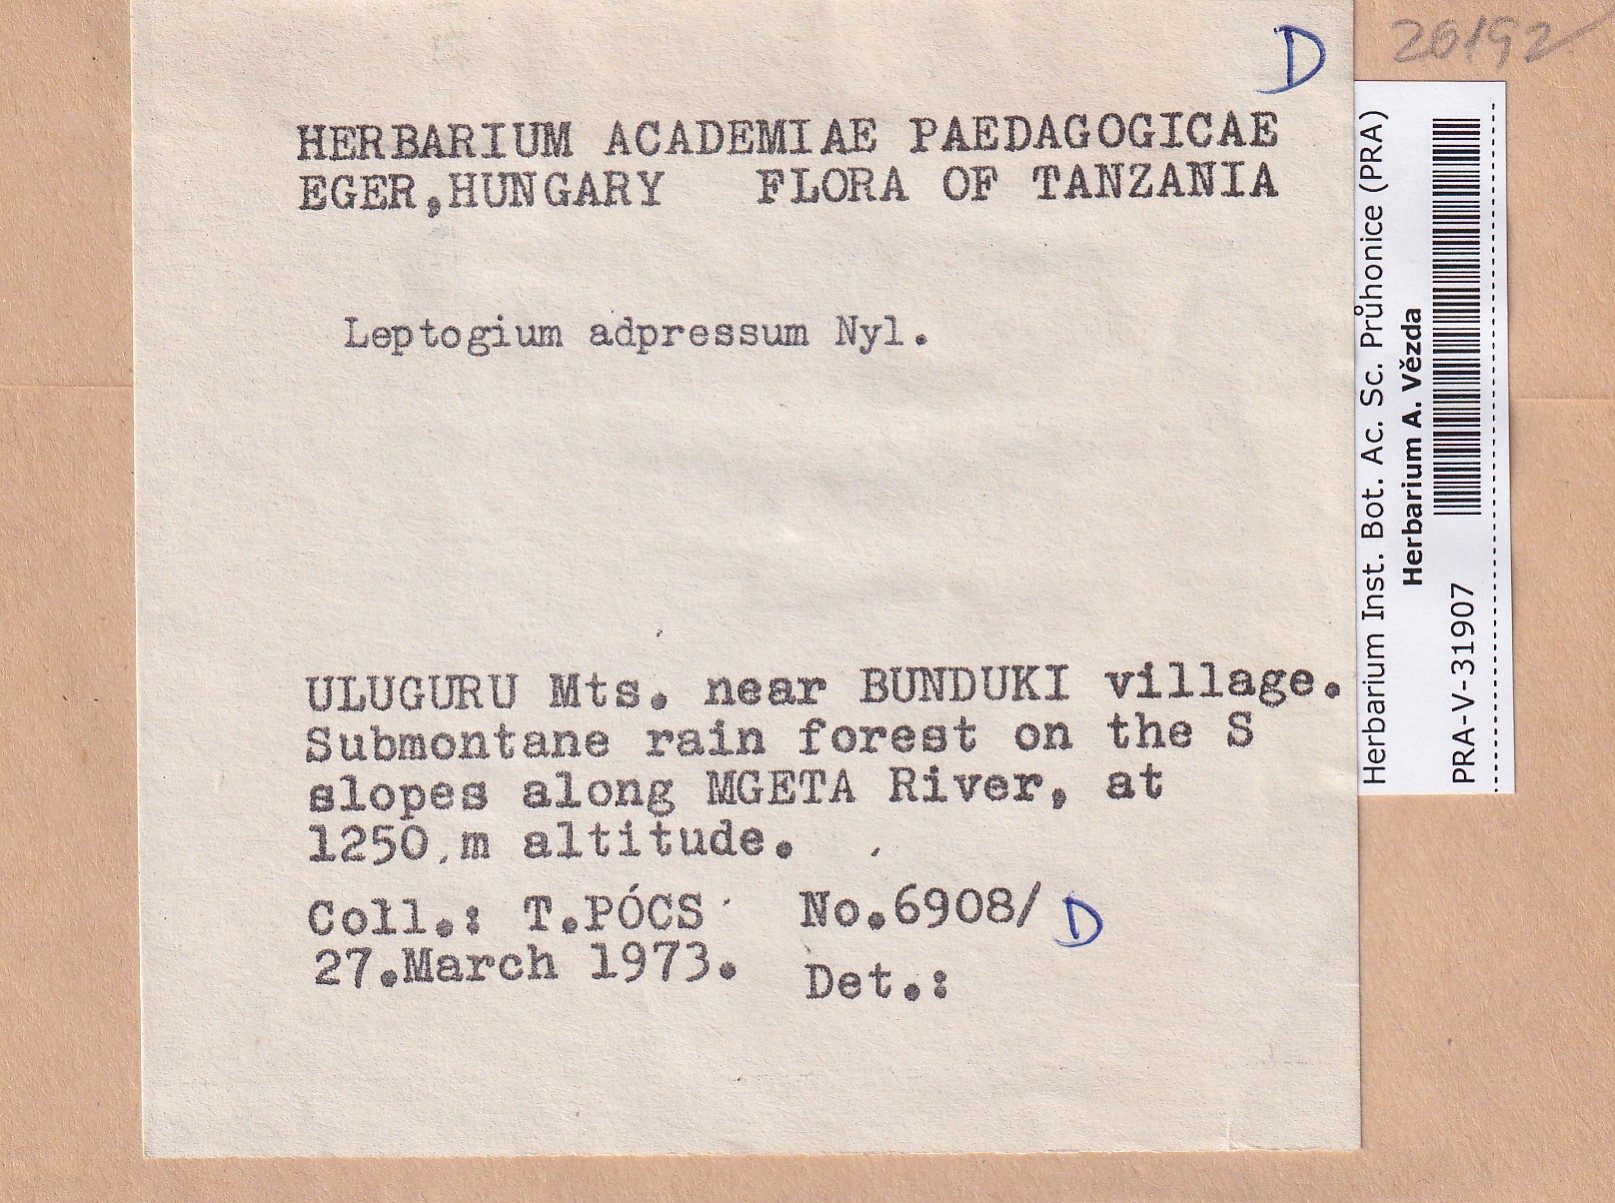 D
20192
HERBARIUM ACADEMIAE PAEDAGOGICAE
EGER,HUNGARY FLORA OF TANZANIA
Leptogium adpressum Nyl.
ULUGURU Mts. near BUNDUKI village.
Submontane rain forest on the S
slopes along MGETA River, at
1250 m altitude.
Coll.: T.PÓCS No.6908/D
27.March 1973. Det.:
Herbarium Inst. Bot. Ac. Sc. Průhonice (PRA)
Herbarium A. Vězda
PRA-V-31907